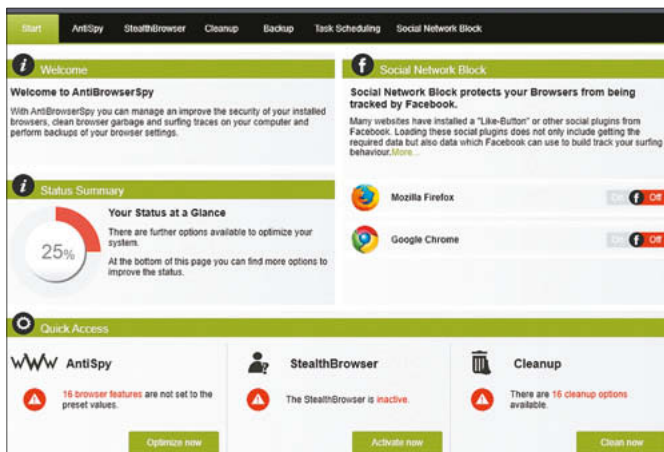 Start AntiSpy StealthBrowser Cleanup Backup Task Scheduling Social Network Block
Welcome
Welcome to AntiBrowserSpy
With AntiBrowserSpy you can manage an improve the security of your installed
browsers, clean browser garbage and surfing traces on your computer and
perform backups of your browser settings.
Status Summary
25%
Your Status at a Glance
There are further options available to optimize your
system.
At the bottom of this page you can find more options to
improve the status.
Social Network Block
Social Network Block protects your Browsers from being
tracked by Facebook.
Many websites have installed a "Like-Button" or other social plugins from
Facebook. Loading these social plugins does not only include getting the
required data but also data which Facebook can use to build track your surfing
behaviour.More...
Mozilla Firefox On f Off
Google Chrome On f Off
Quick Access
WWW AntiSpy
16 browser features are not set to the
preset values.
Optimize now
StealthBrowser
The StealthBrowser is inactive.
Activate now
Cleanup
There are 16 cleanup options
available.
Clean now